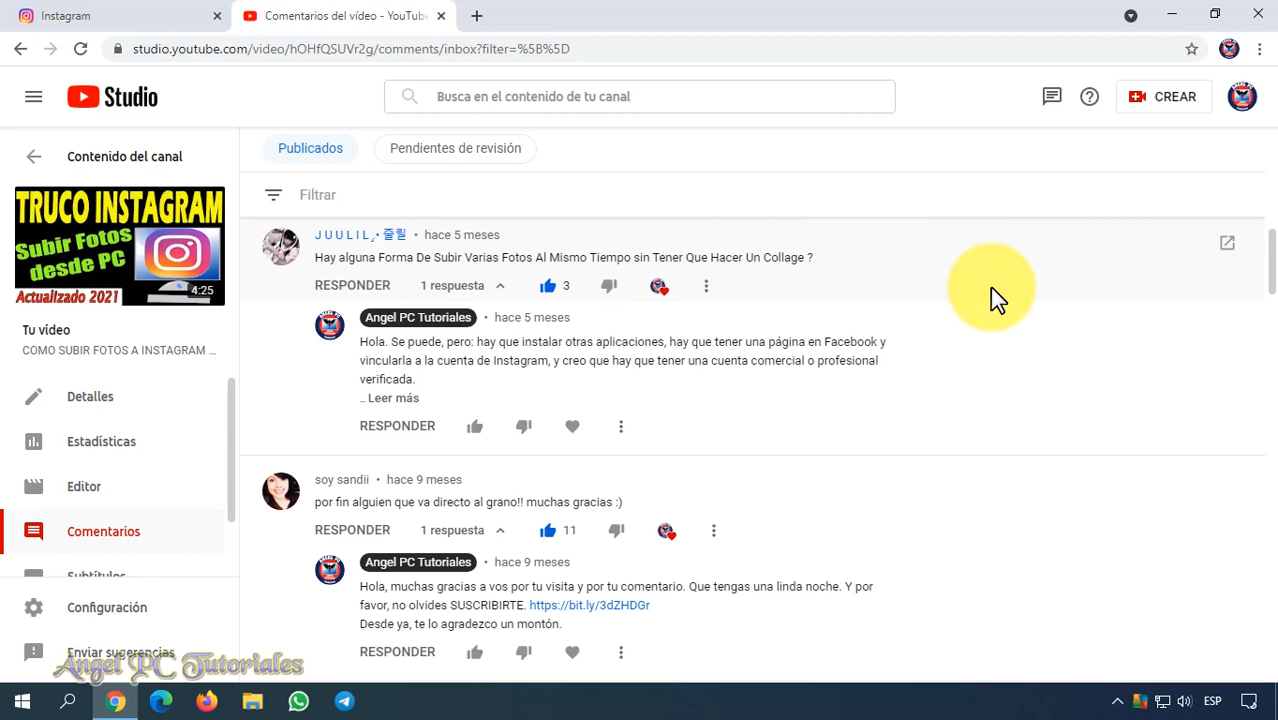 Instagram
Comentarios del vídeo - YouTube
studio.youtube.com/video/hOHfQSUVr2g/comments/inbox?filter=%5B%5D
Studio
Busca en el contenido de tu canal
CREAR
Contenido del canal
TRUCO INSTAGRAM
Subir Fotos
desde PC
Actualizado 2021
4:25
Tu vídeo
COMO SUBIR FOTOS A INSTAGRAM ...
Detalles
Estadísticas
Editor
Comentarios
Subtítulos
Configuración
Enviar sugerencias
Publicados
Pendientes de revisión
Filtrar
J U U L I L ༘ 줄릴 • hace 5 meses
Hay alguna Forma De Subir Varias Fotos Al Mismo Tiempo sin Tener Que Hacer Un Collage ?
RESPONDER 1 respuesta 3
Angel PC Tutoriales • hace 5 meses
Hola. Se puede, pero: hay que instalar otras aplicaciones, hay que tener una página en Facebook y
vincularla a la cuenta de Instagram, y creo que hay que tener una cuenta comercial o profesional
verificada.
... Leer más
RESPONDER
soy sandii • hace 9 meses
por fin alguien que va directo al grano!! muchas gracias :)
RESPONDER 1 respuesta 11
Angel PC Tutoriales • hace 9 meses
Hola, muchas gracias a vos por tu visita y por tu comentario. Que tengas una linda noche. Y por
favor, no olvides SUSCRIBIRTE. https://bit.ly/3dZHDGr
Desde ya, te lo agradezco un montón.
RESPONDER
Angel PC Tutoriales
ESP